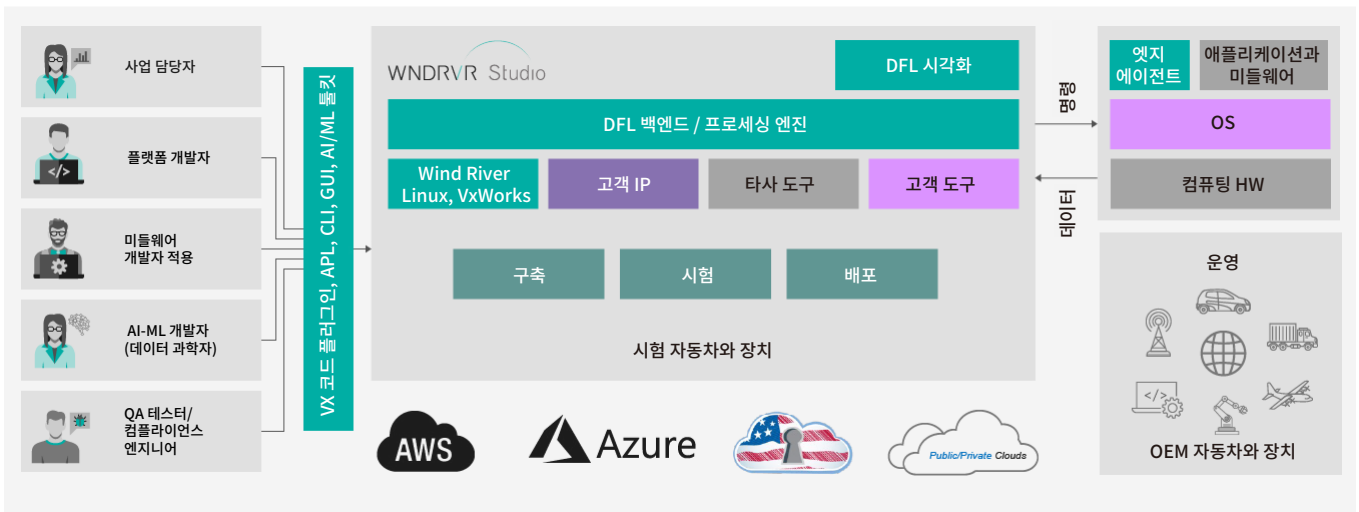 사업 담당자
</>
플랫폼 개발자
미들웨어
개발자 적용
AI-ML 개발자
(데이터 과학자)
QA 테스터/
컴플라이언스
엔지니어
VX 코드 플러그인, APL, CLI, GUI, AI/ML 툴킷
WNDRVR Studio
DFL 시각화
DFL 백엔드 / 프로세싱 엔진
Wind River
Linux, VxWorks
고객 IP
타사 도구
고객 도구
구축
시험
배포
시험 자동차와 장치
AWS
Azure
Public/Private Clouds
명령
데이터
엣지
에이전트
애플리케이션과
미들웨어
OS
컴퓨팅 HW
운영
</>
OEM 자동차와 장치